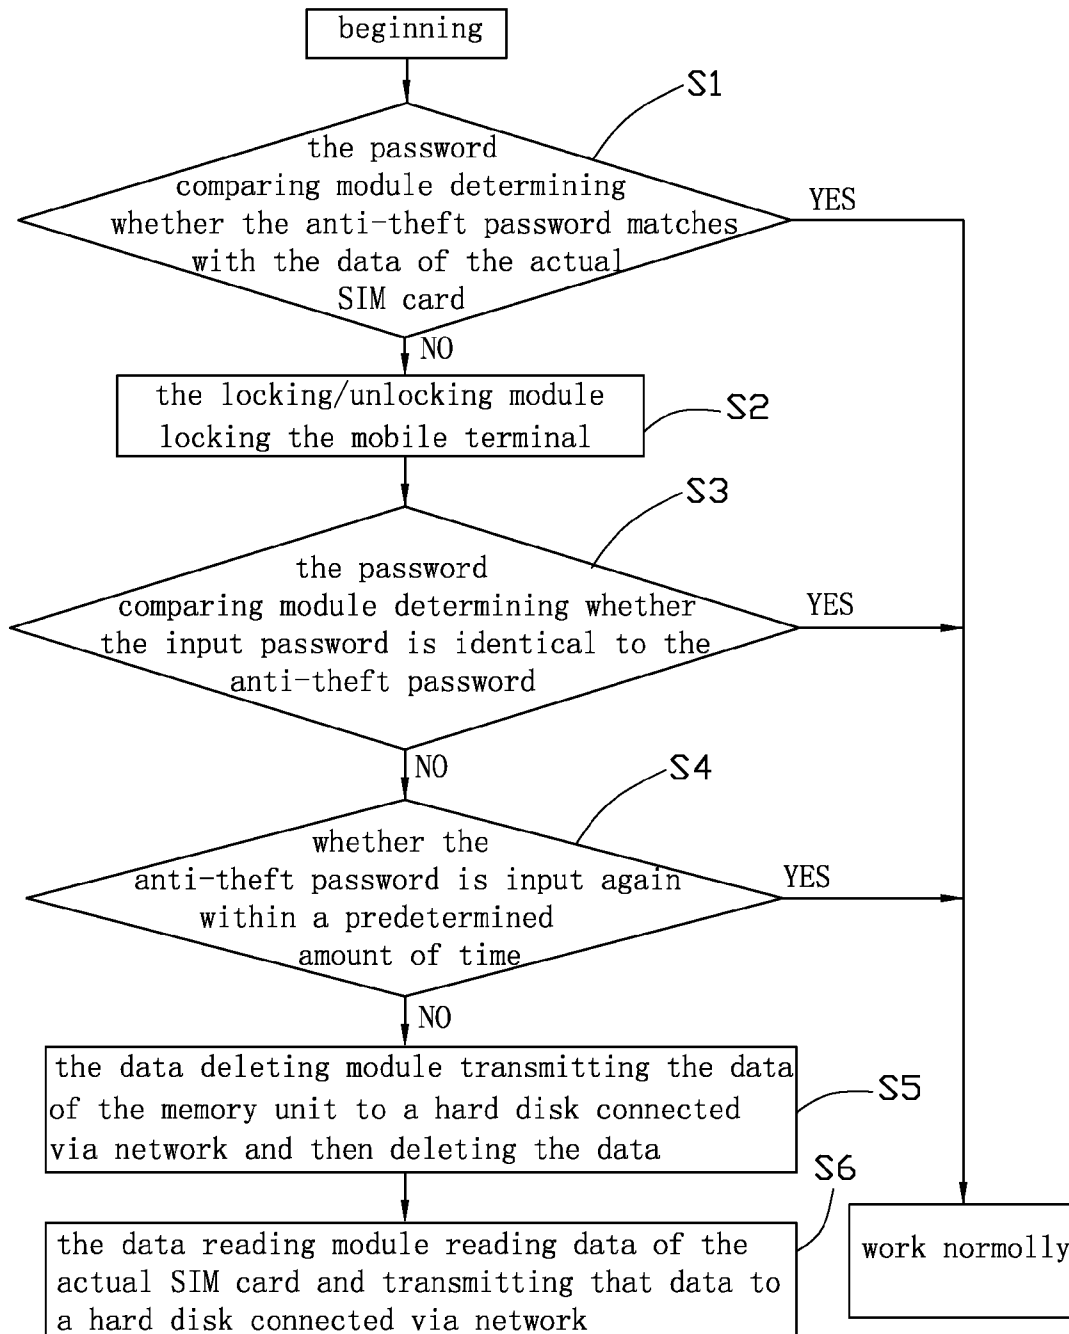 beginning
S1
the password
comparing module determining
whether the anti-theft password matches
with the data of the actual
SIM card
YES
NO
the locking/unlocking module
locking the mobile terminal
S2
S3
the password
comparing module determining whether
the input password is identical to the
anti-theft password
YES
NO
S4
whether the
anti-theft password is input again
within a predetermined
amount of time
YES
NO
the data deleting module transmitting the data
of the memory unit to a hard disk connected
via network and then deleting the data
S5
S6
the data reading module reading data of the
actual SIM card and transmitting that data to
a hard disk connected via network
work normolly